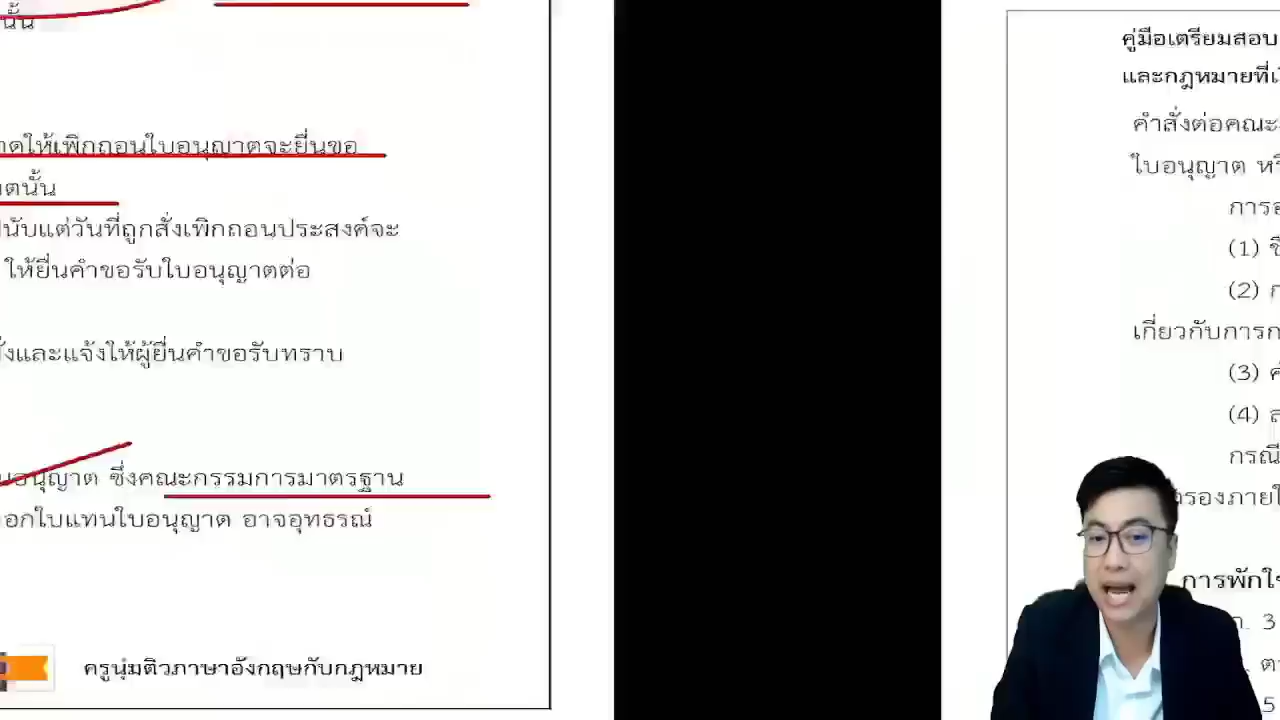 นั้น
ให้เพิกถอนใบอนุญาตจะยื่นขอ
นั้น
นับแต่วันที่ถูกสั่งเพิกถอนประสงค์จะ
ให้ยื่นคำขอรับใบอนุญาตต่อ
และแจ้งให้ผู้ยื่นคำขอรับทราบ
อนุญาต ซึ่งคณะกรรมการมาตรฐาน
ออกใบแทนใบอนุญาต อาจอุทธรณ์
ครูนุ่มติวภาษาอังกฤษกับกฎหมาย
คู่มือเตรียมสอบ
และกฎหมายที่
คำสั่งต่อคณะ
ใบอนุญาต
การ
(1)
(2)
เกี่ยวกับการ
(3)
(4)
กรณี
รองภายใ
การพักใ
3
5